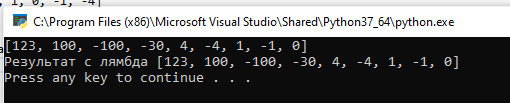 1, 0, -1, -4]
C:\Program Files (x86)\Microsoft Visual Studio\Shared\Python37_64\python.exe
[123, 100, -100, -30, 4, -4, 1, -1, 0]
Результат с лямбда [123, 100, -100, -30, 4, -4, 1, -1, 0]
Press any key to continue . . .